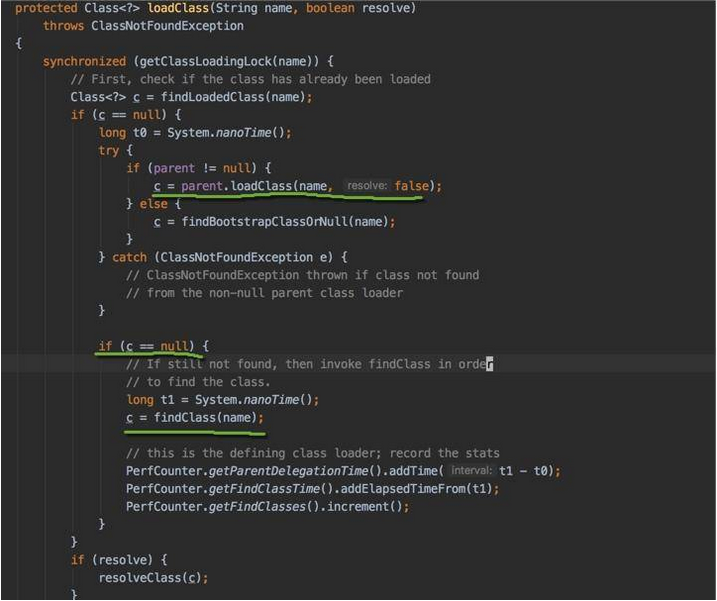 protected Class<?> loadClass(String name, boolean resolve)
    throws ClassNotFoundException
{
    synchronized (getClassLoadingLock(name)) {
        // First, check if the class has already been loaded
        Class<?> c = findLoadedClass(name);
        if (c == null) {
            long t0 = System.nanoTime();
            try {
                if (parent != null) {
                    c = parent.loadClass(name, resolve: false);
                } else {
                    c = findBootstrapClassOrNull(name);
                }
            } catch (ClassNotFoundException e) {
                // ClassNotFoundException thrown if class not found
                // from the non-null parent class loader
            }
            if (c == null) {
                // If still not found, then invoke findClass in order
                // to find the class.
                long t1 = System.nanoTime();
                c = findClass(name);
                // this is the defining class loader; record the stats
                PerfCounter.getParentDelegationTime().addTime( interval: t1 - t0);
                PerfCounter.getFindClassTime().addElapsedTimeFrom(t1);
                PerfCounter.getFindClasses().increment();
            }
        }
        if (resolve) {
            resolveClass(c);
        }